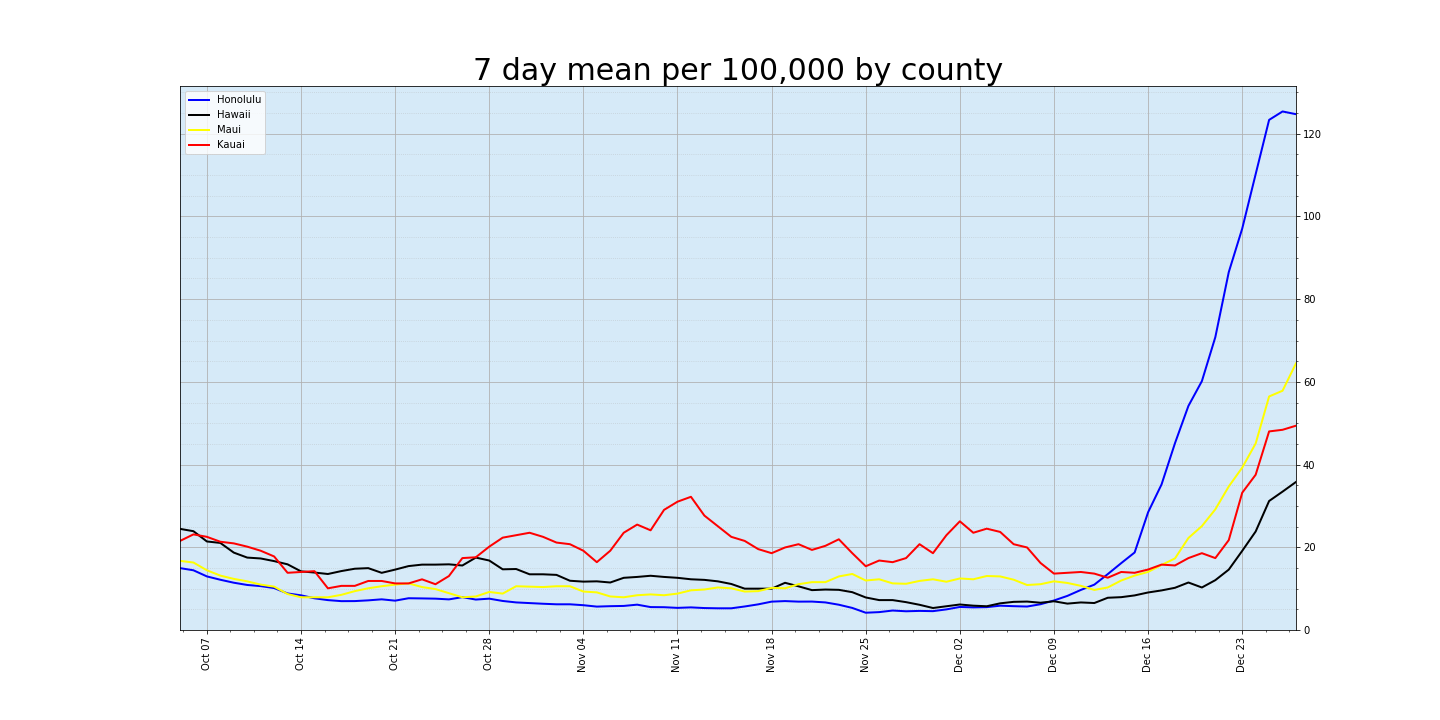 7 day mean per 100,000 by county
Honolulu
Hawaii
Maui
Kauai
120
100
80
60
40
20
0
Oct 07
Oct 14
Oct 21
Oct 28
Nov 04
Nov 11
Nov 18
Nov 25
Dec 02
Dec 09
Dec 16
Dec 23